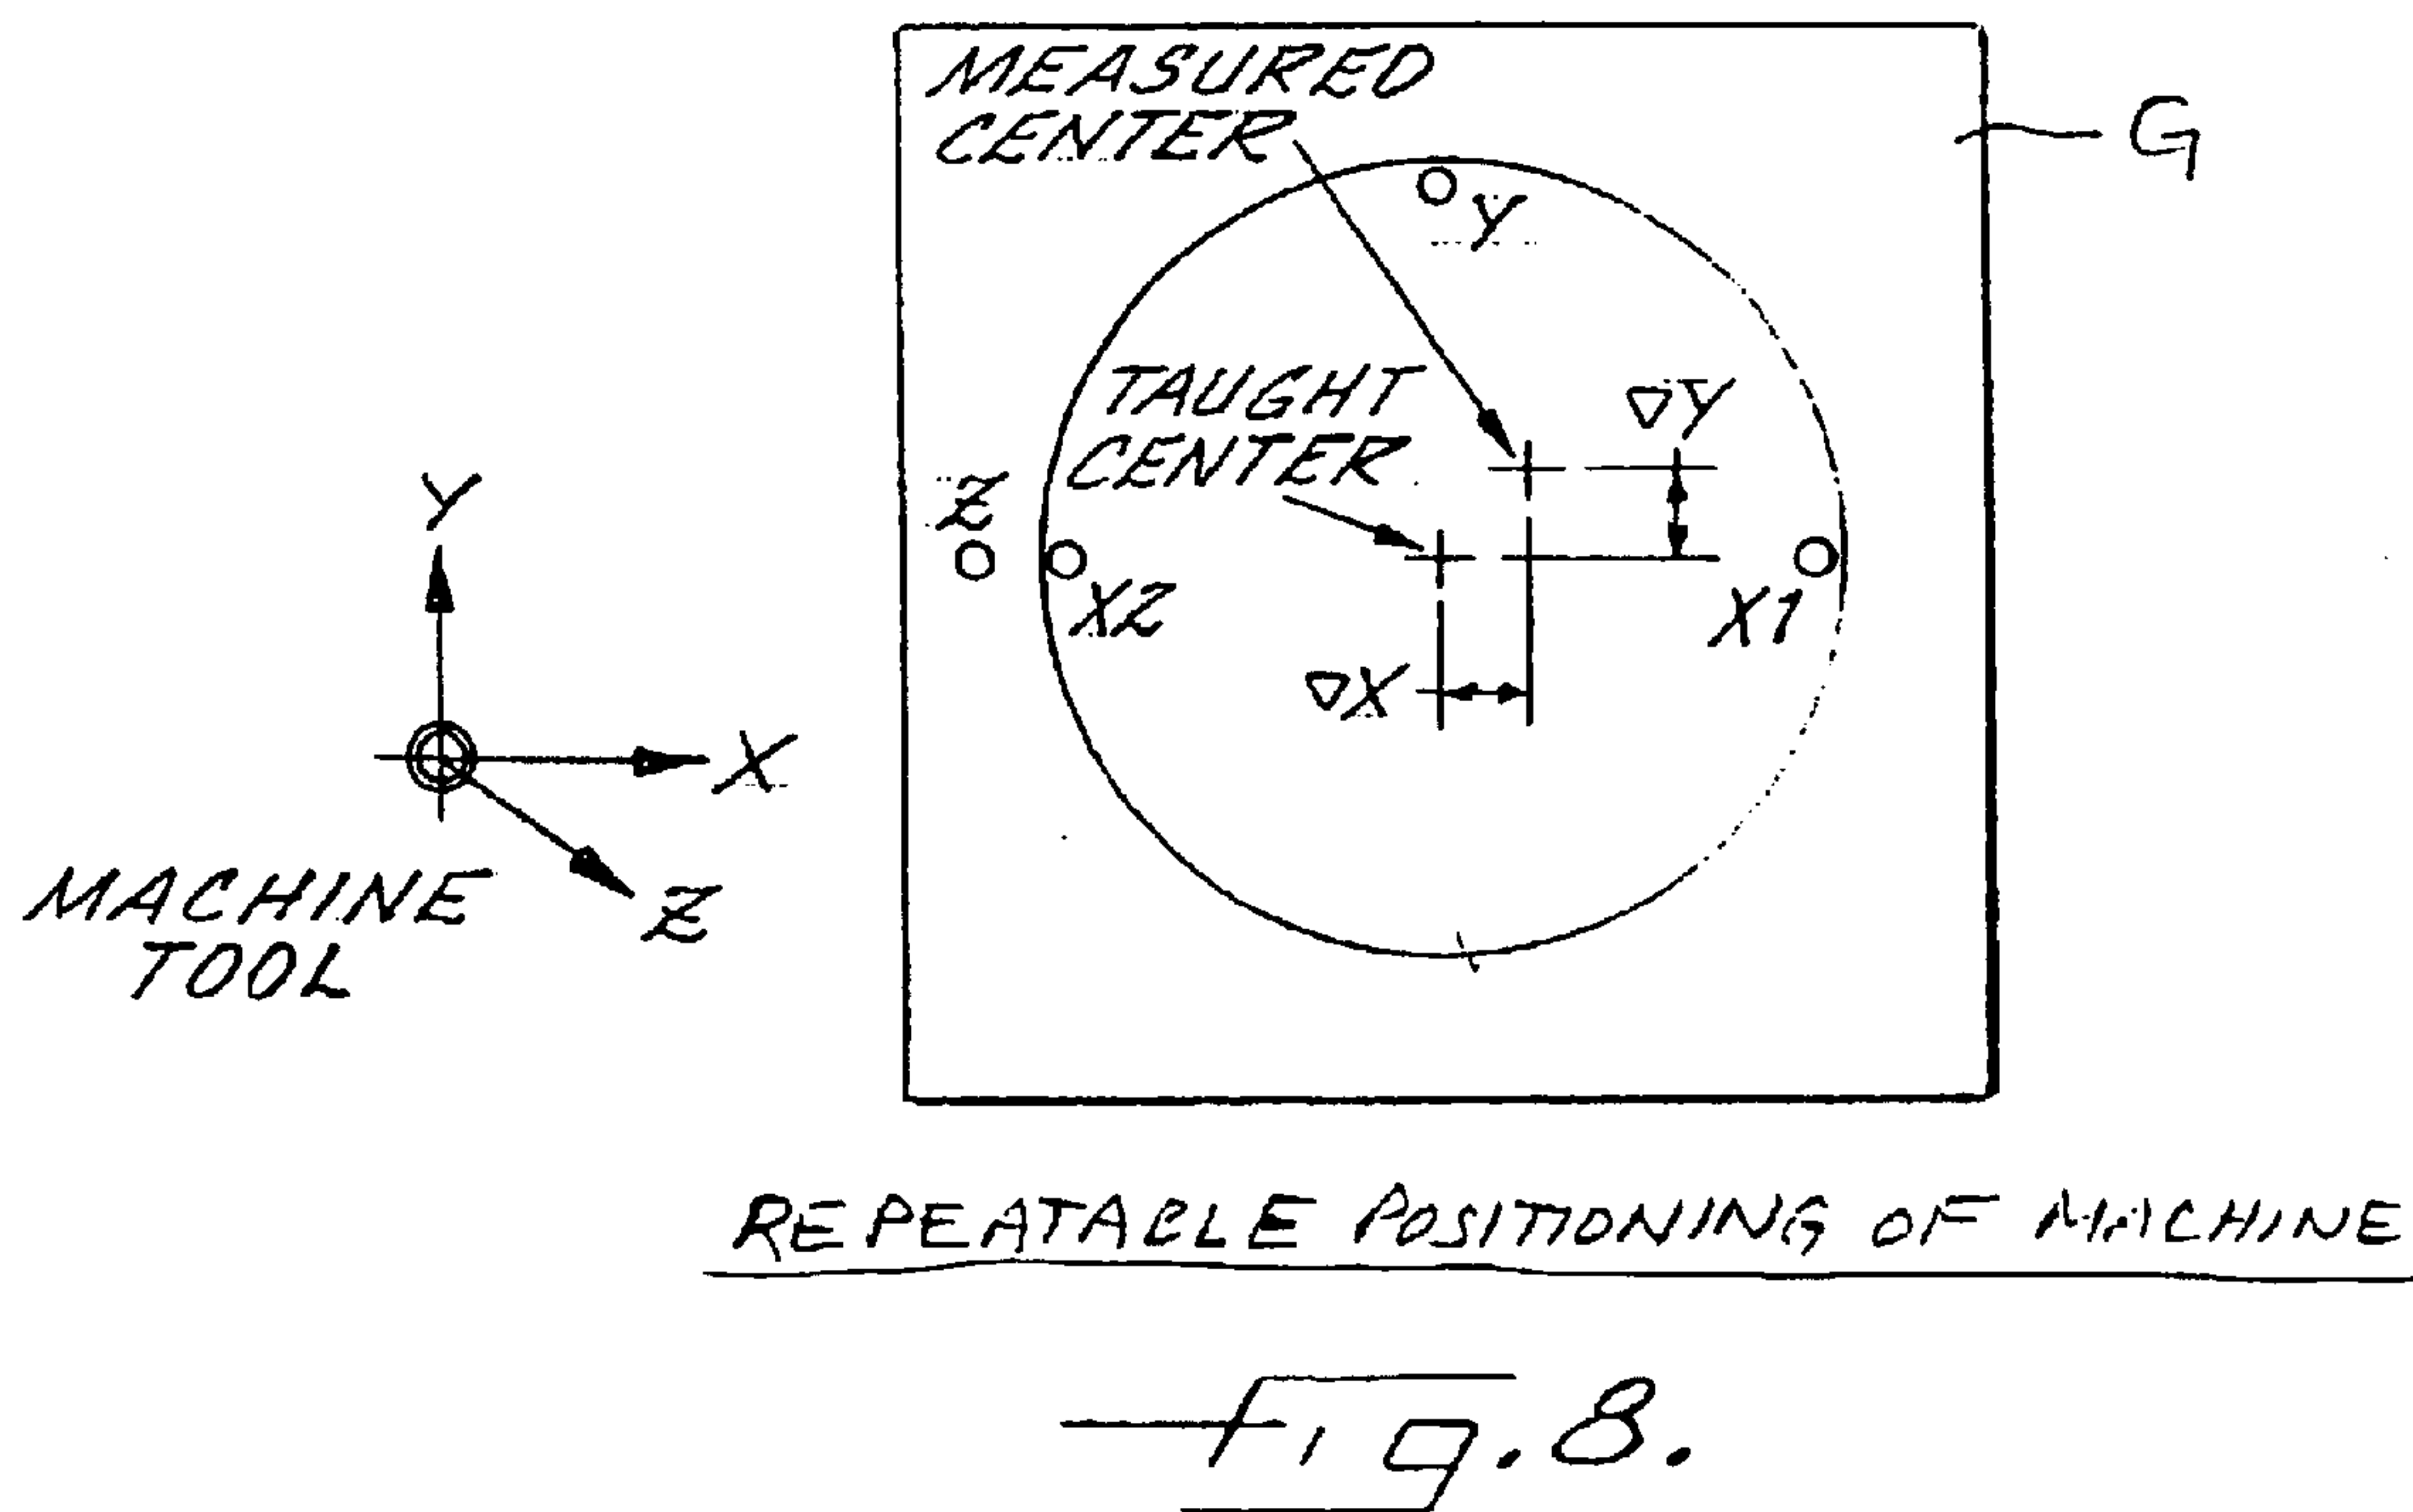 MEASURED
CENTER
G
Y
TAUGHT
CENTER
∇Y
Z
X2
X1
∇X
Y
X
Z
MACHINE
TOOL
REPEATABLE POSITIONING OF MACHINE
Fig. 8.